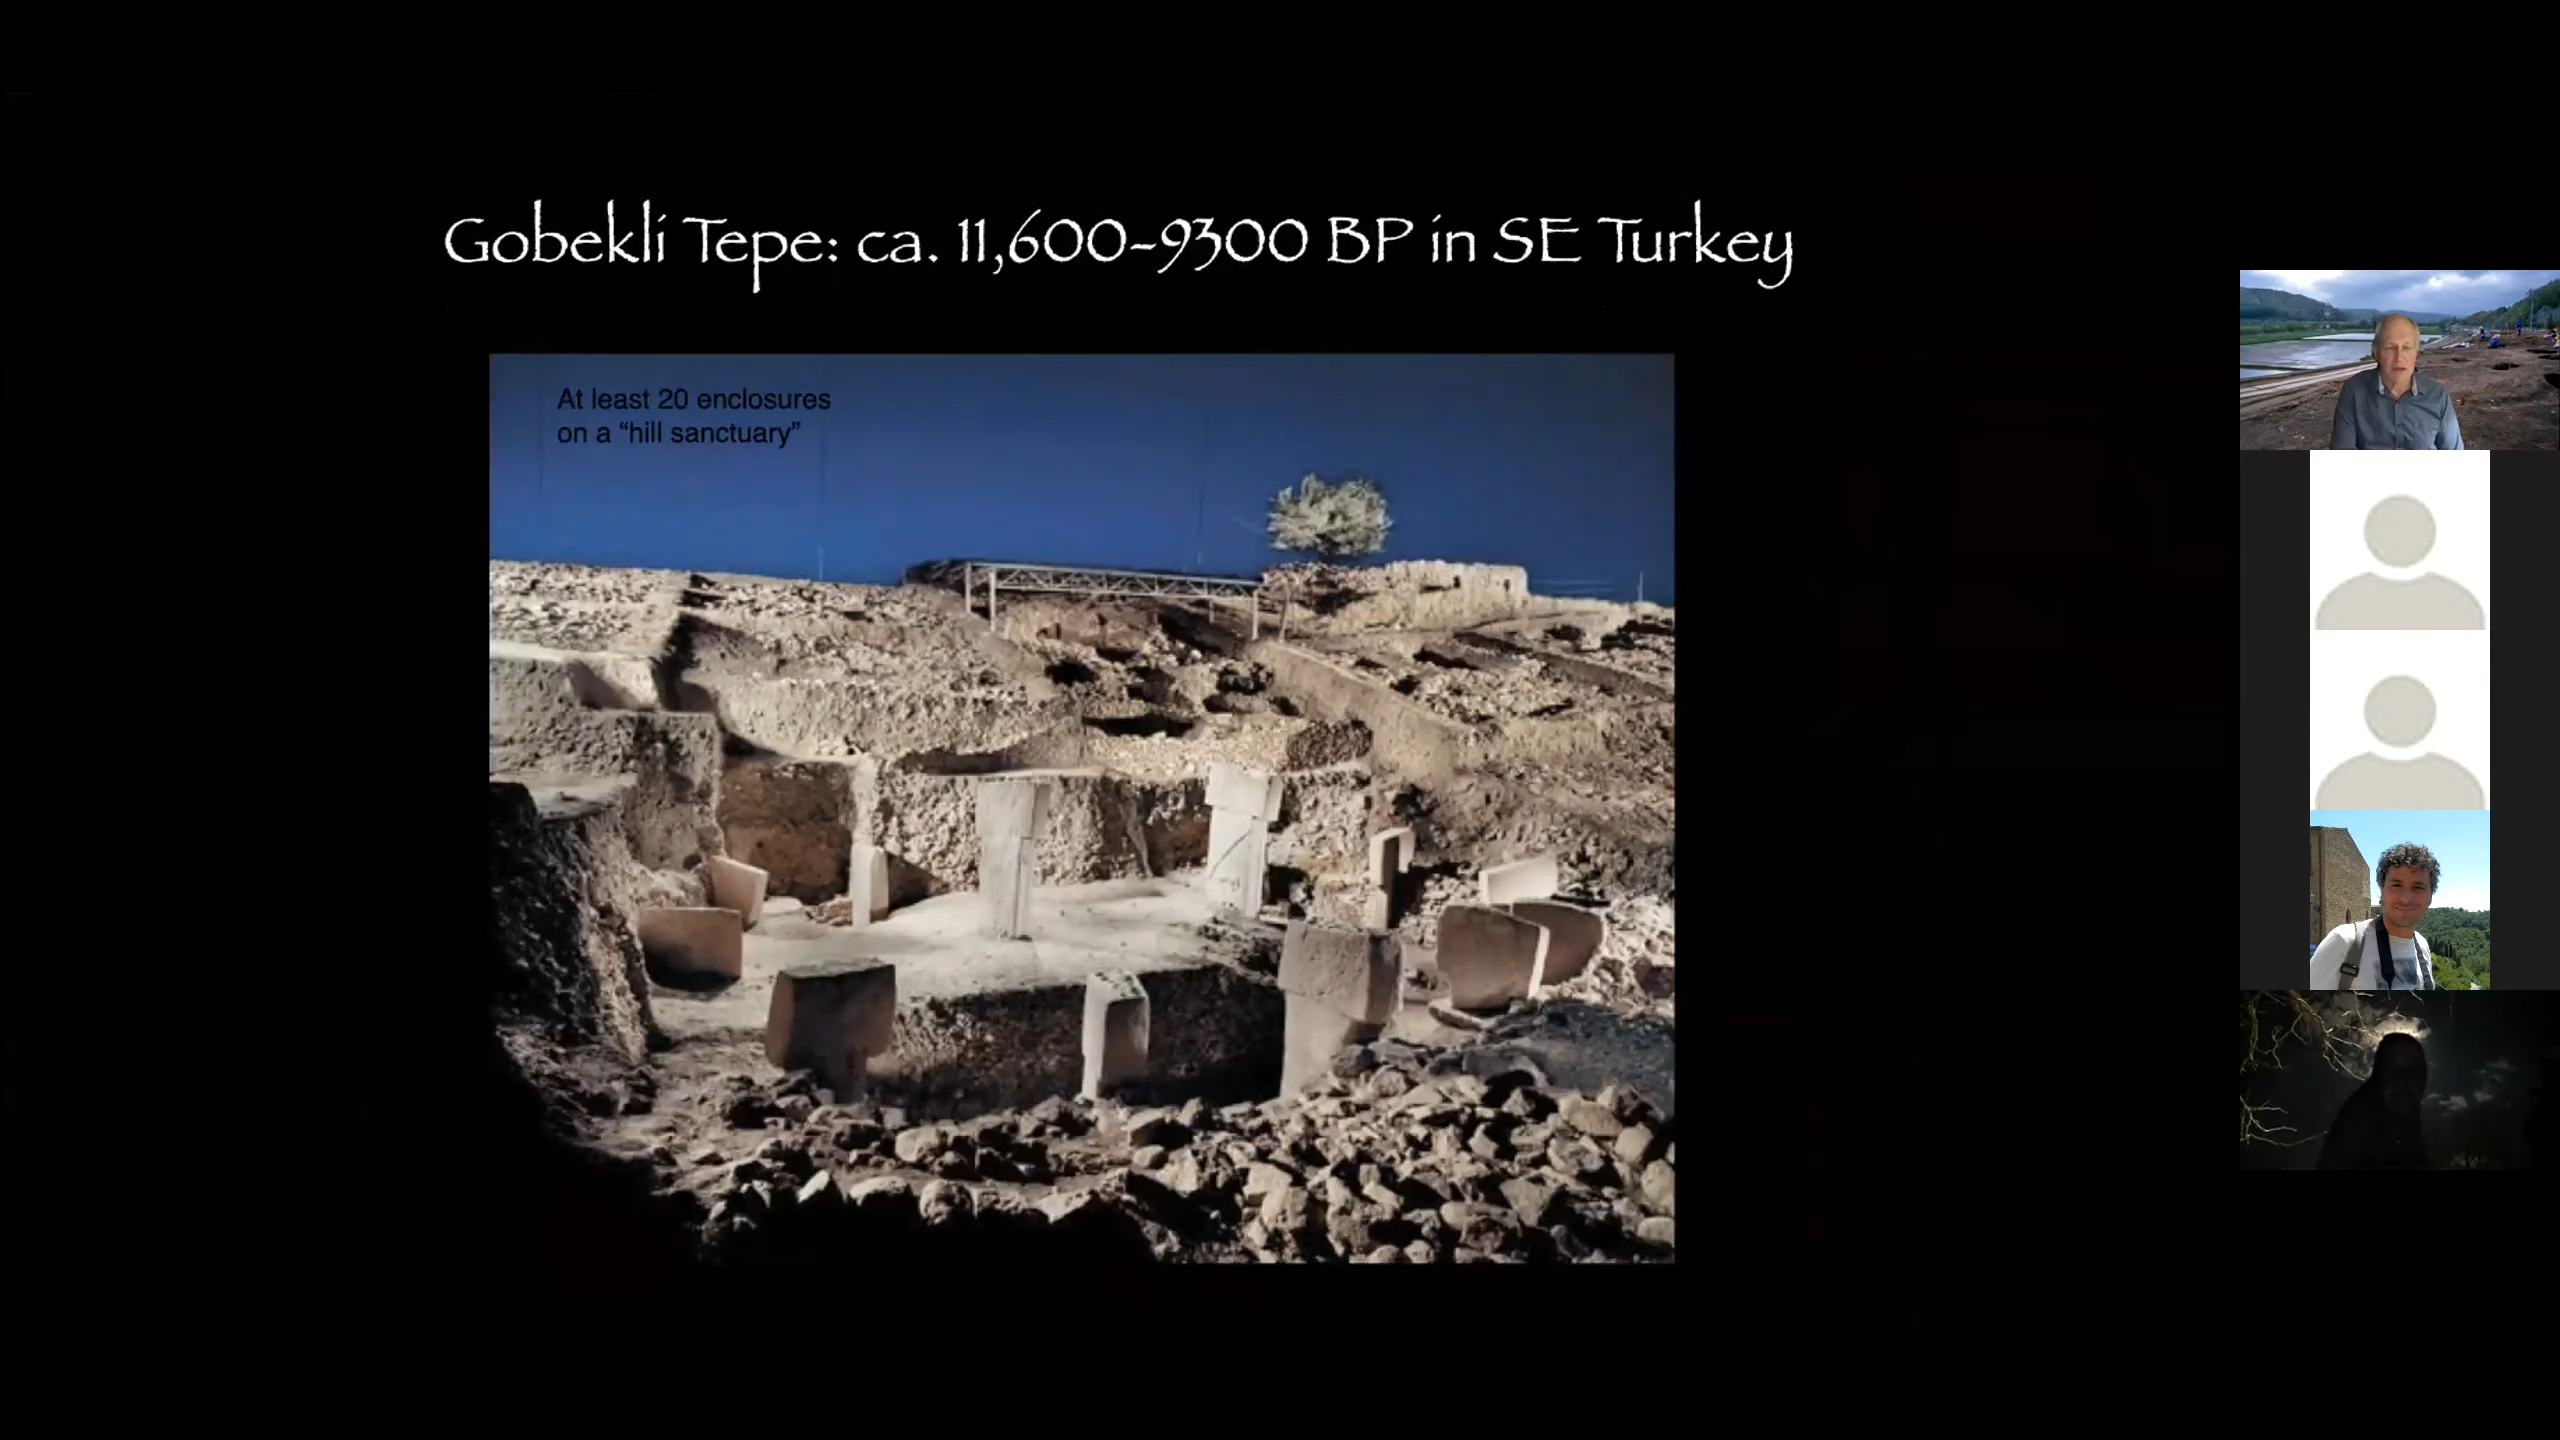 Gobekli Tepe: ca. 11,600-9300 BP in SE Turkey
At least 20 enclosures
on a “hill sanctuary”